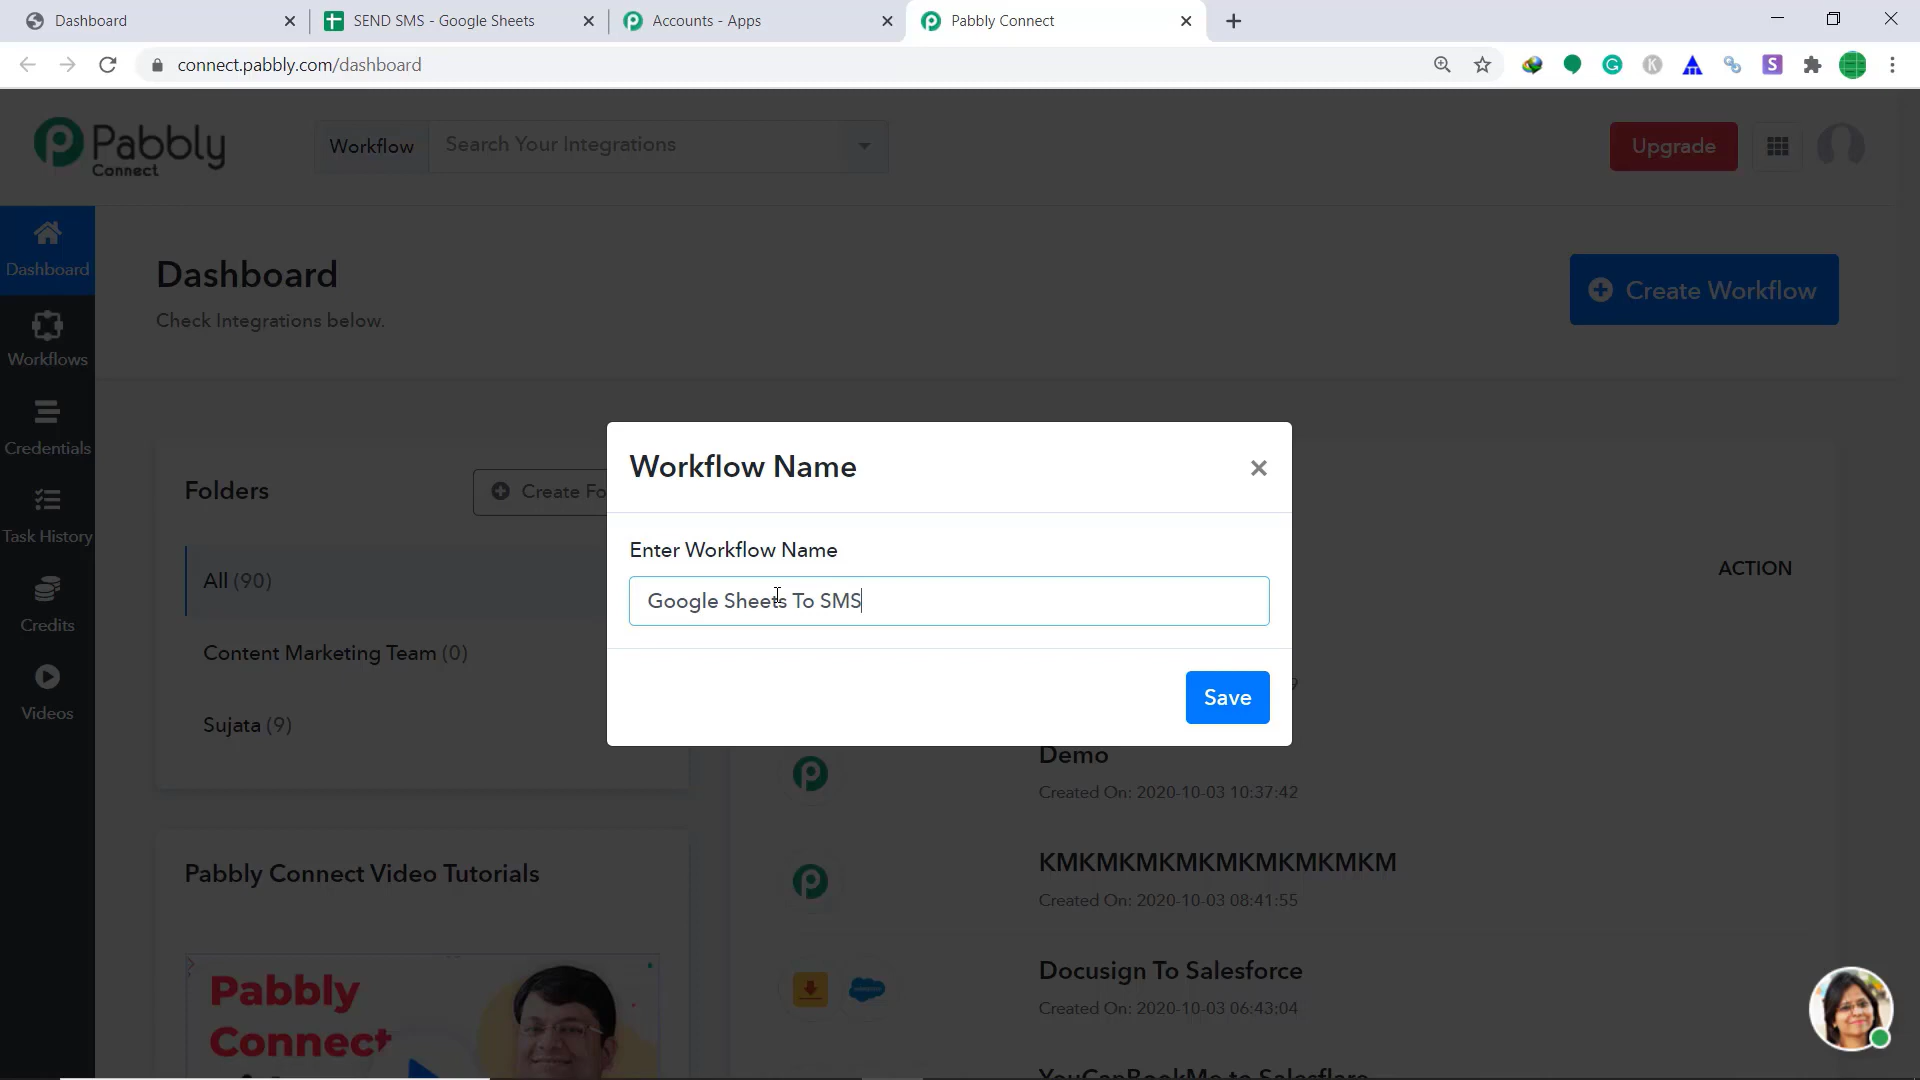 Dashboard
SEND SMS - Google Sheets
Accounts - Apps
Pabbly Connect
connect.pabbly.com/dashboard
Pabbly
Connect
Workflow
Search Your Integrations
Upgrade
Dashboard
Workflows
Credentials
Task History
Credits
Videos
Dashboard
Check Integrations below.
Create Workflow
Folders
Create Fo
All (90)
Content Marketing Team (0)
Sujata (9)
Workflow Name
Enter Workflow Name
Google Sheets To SMS
Save
ACTION
Demo
Created On: 2020-10-03 10:37:42
KMKMKMKMKMKMKMKMKM
Created On: 2020-10-03 08:41:55
Docusign To Salesforce
Created On: 2020-10-03 06:43:04
YouCanBookMe to Salesflare
Pabbly Connect Video Tutorials
Pabbly
Connect